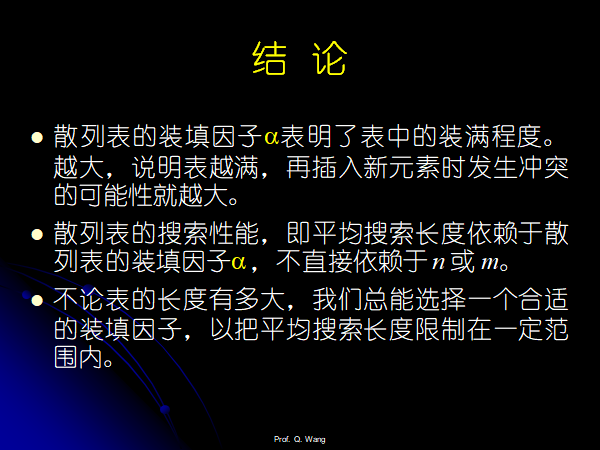 结 论
散列表的装填因子α表明了表中的装满程度。
越大，说明表越满，再插入新元素时发生冲突
的可能性就越大。
散列表的搜索性能，即平均搜索长度依赖于散
列表的装填因子α，不直接依赖于 n 或 m。
不论表的长度有多大，我们总能选择一个合适
的装填因子，以把平均搜索长度限制在一定范
围内。
Prof. Q. Wang